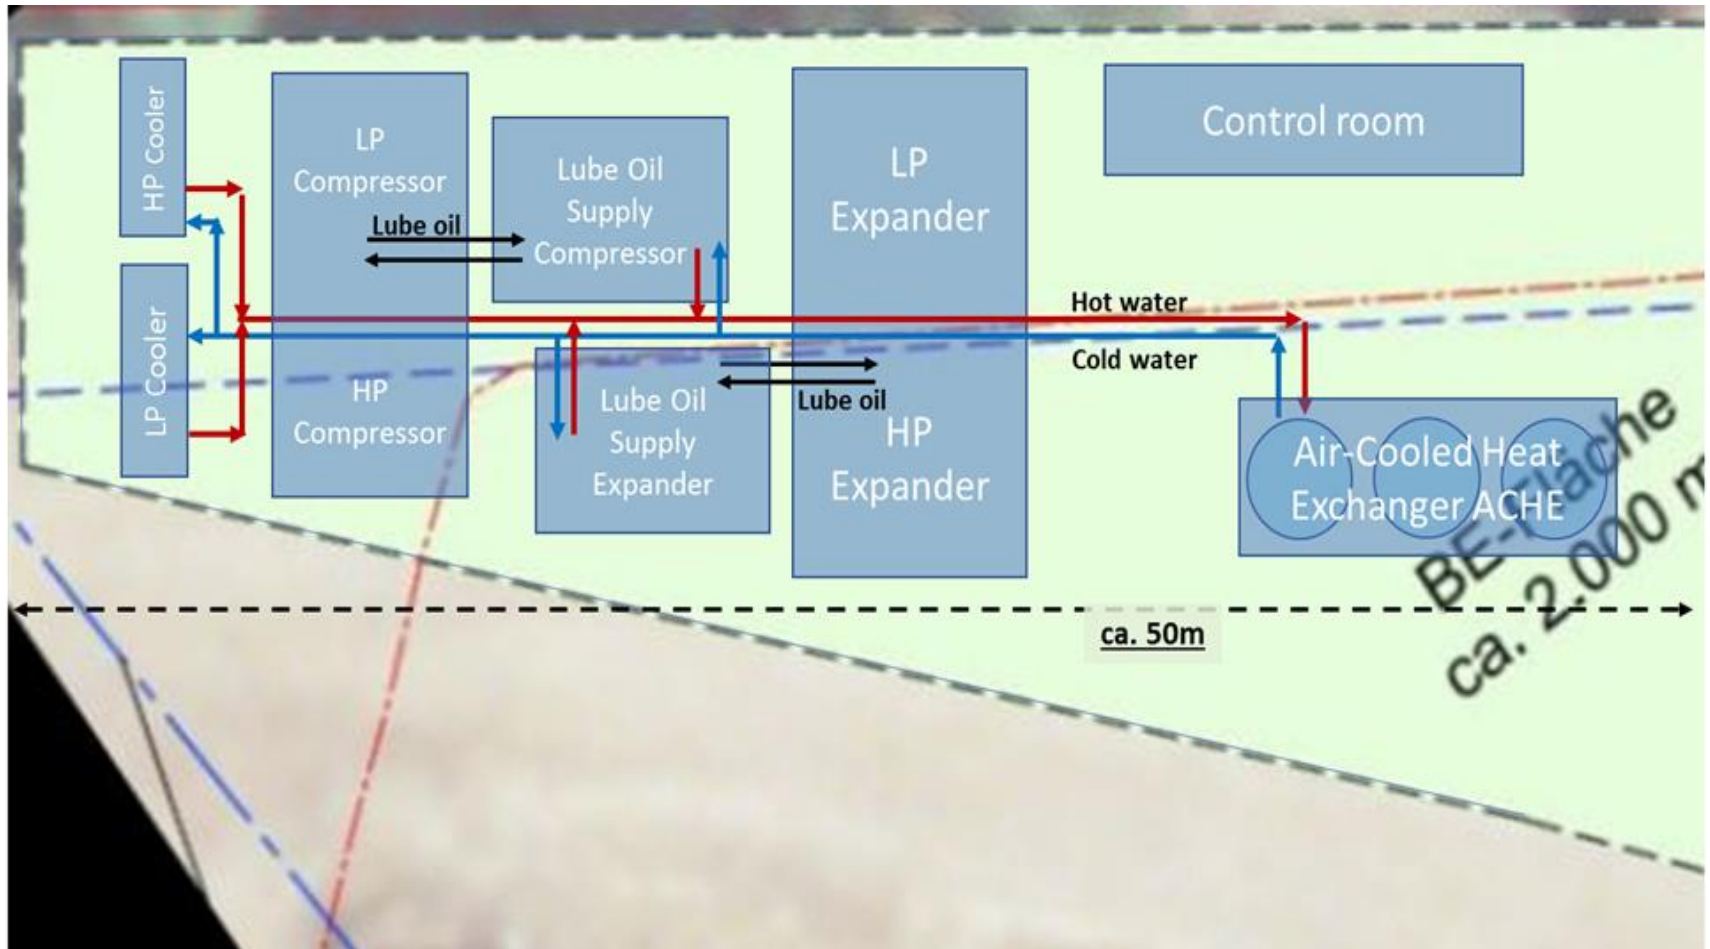 HP Cooler
LP Cooler
LP
Compressor
HP
Compressor
Lube oil
Lube Oil
Supply
Compressor
Lube Oil
Supply
Expander
LP
Expander
Lube oil
HP
Expander
Control room
Hot water
Cold water
Air-Cooled Heat
Exchanger ACHE
BE-Fläche
ca. 2.000 m
ca. 50m